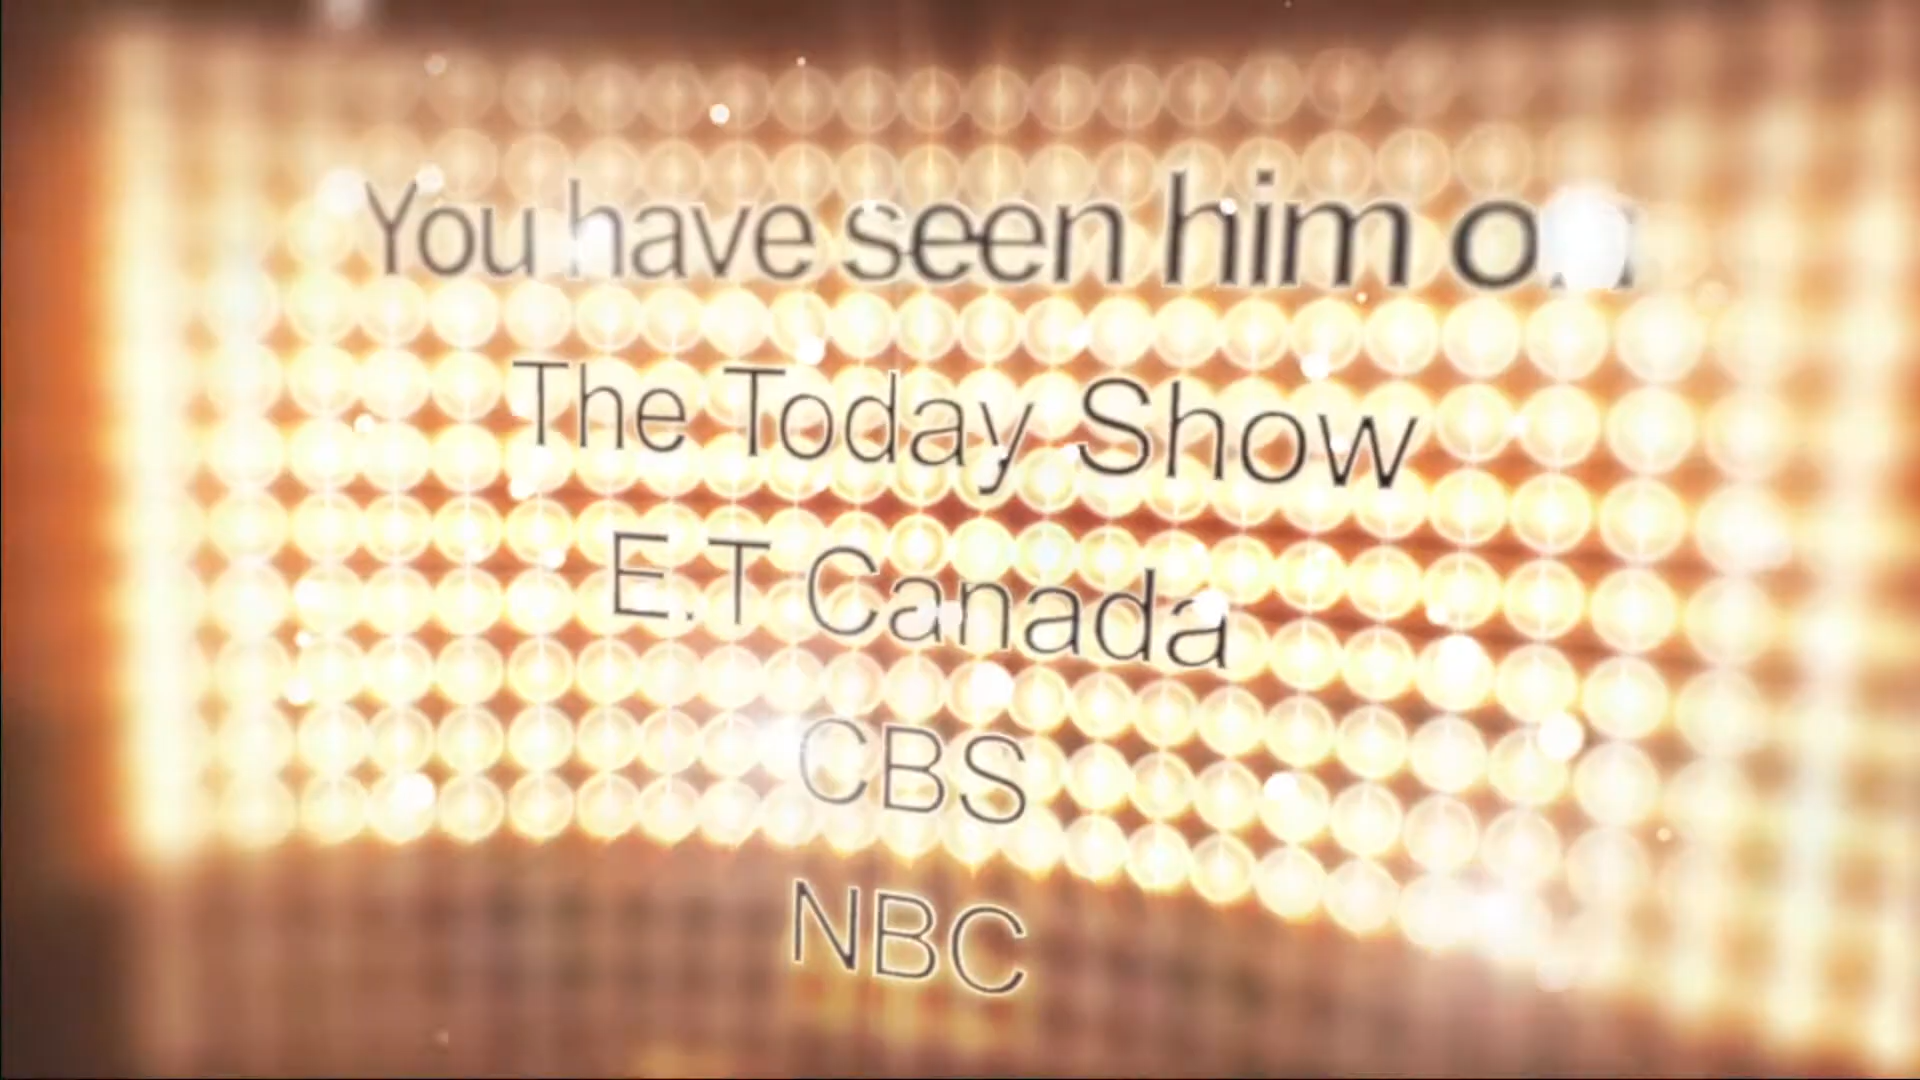 You have seen him on
The Today Show
E.T Canada
CBS
NBC